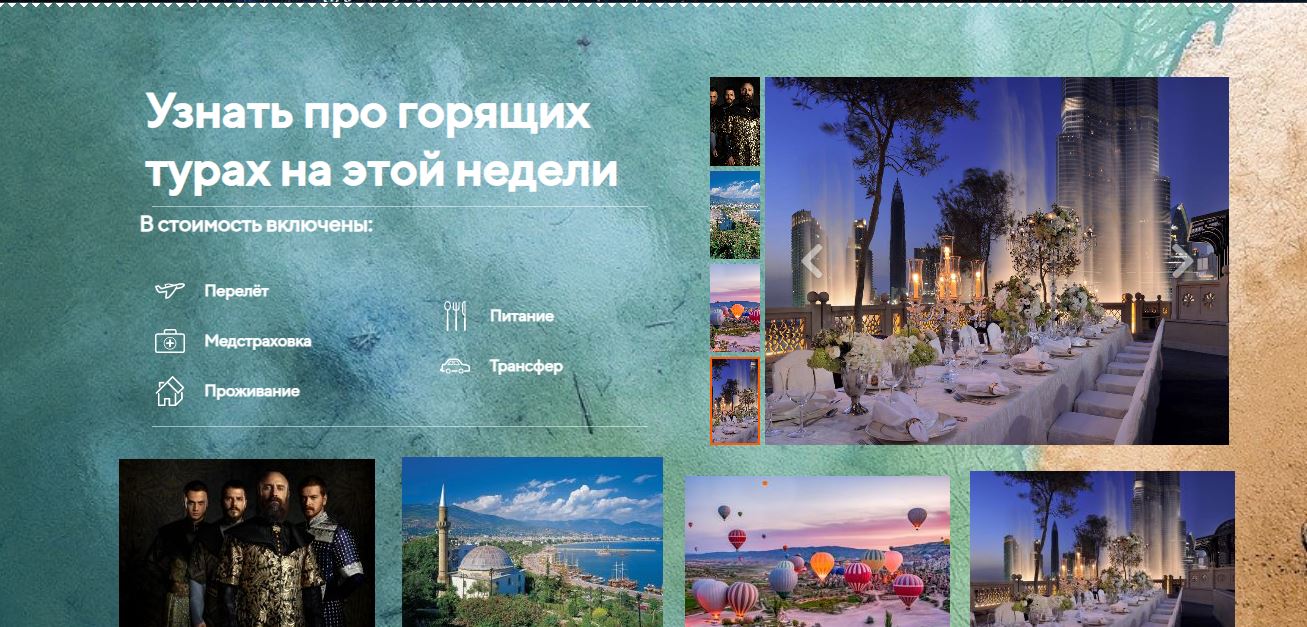 Узнать про горящих
турах на этой недели
В стоимость включены:
Перелёт
Медстраховка
Проживание
Питание
Трансфер